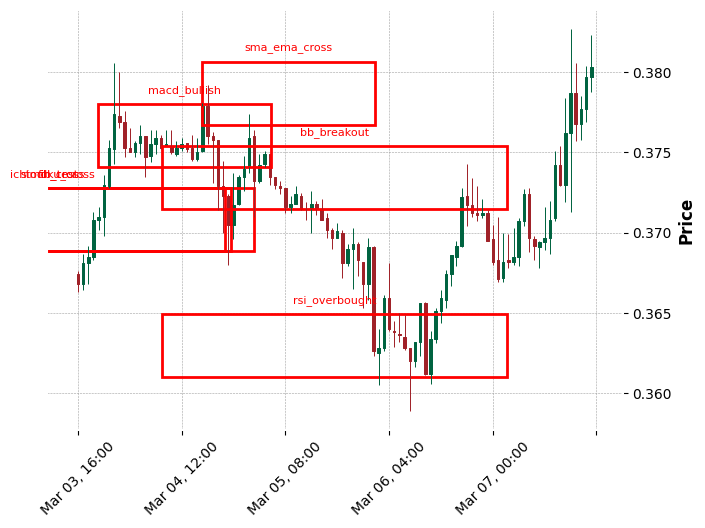 sma_ema_cross
macd_bullish
bb_breakout
rsi_overbought
0.380
0.375
0.370
0.365
0.360
Price
Mar 03, 16:00
Mar 04, 12:00
Mar 05, 08:00
Mar 06, 04:00
Mar 07, 00:00